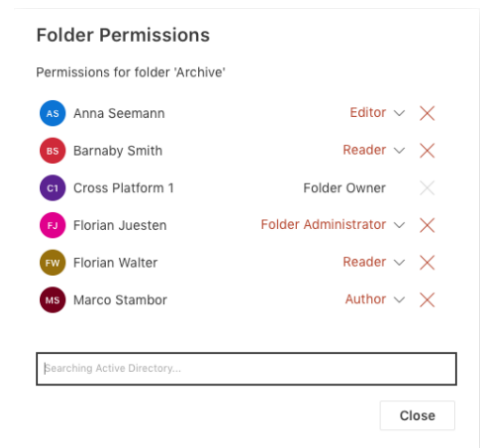 Folder Permissions
Permissions for folder 'Archive'
AS Anna Seemann Editor
BS Barnaby Smith Reader
C1 Cross Platform 1 Folder Owner
FJ Florian Juesten Folder Administrator
FW Florian Walter Reader
MS Marco Stambor Author
Searching Active Directory...
Close